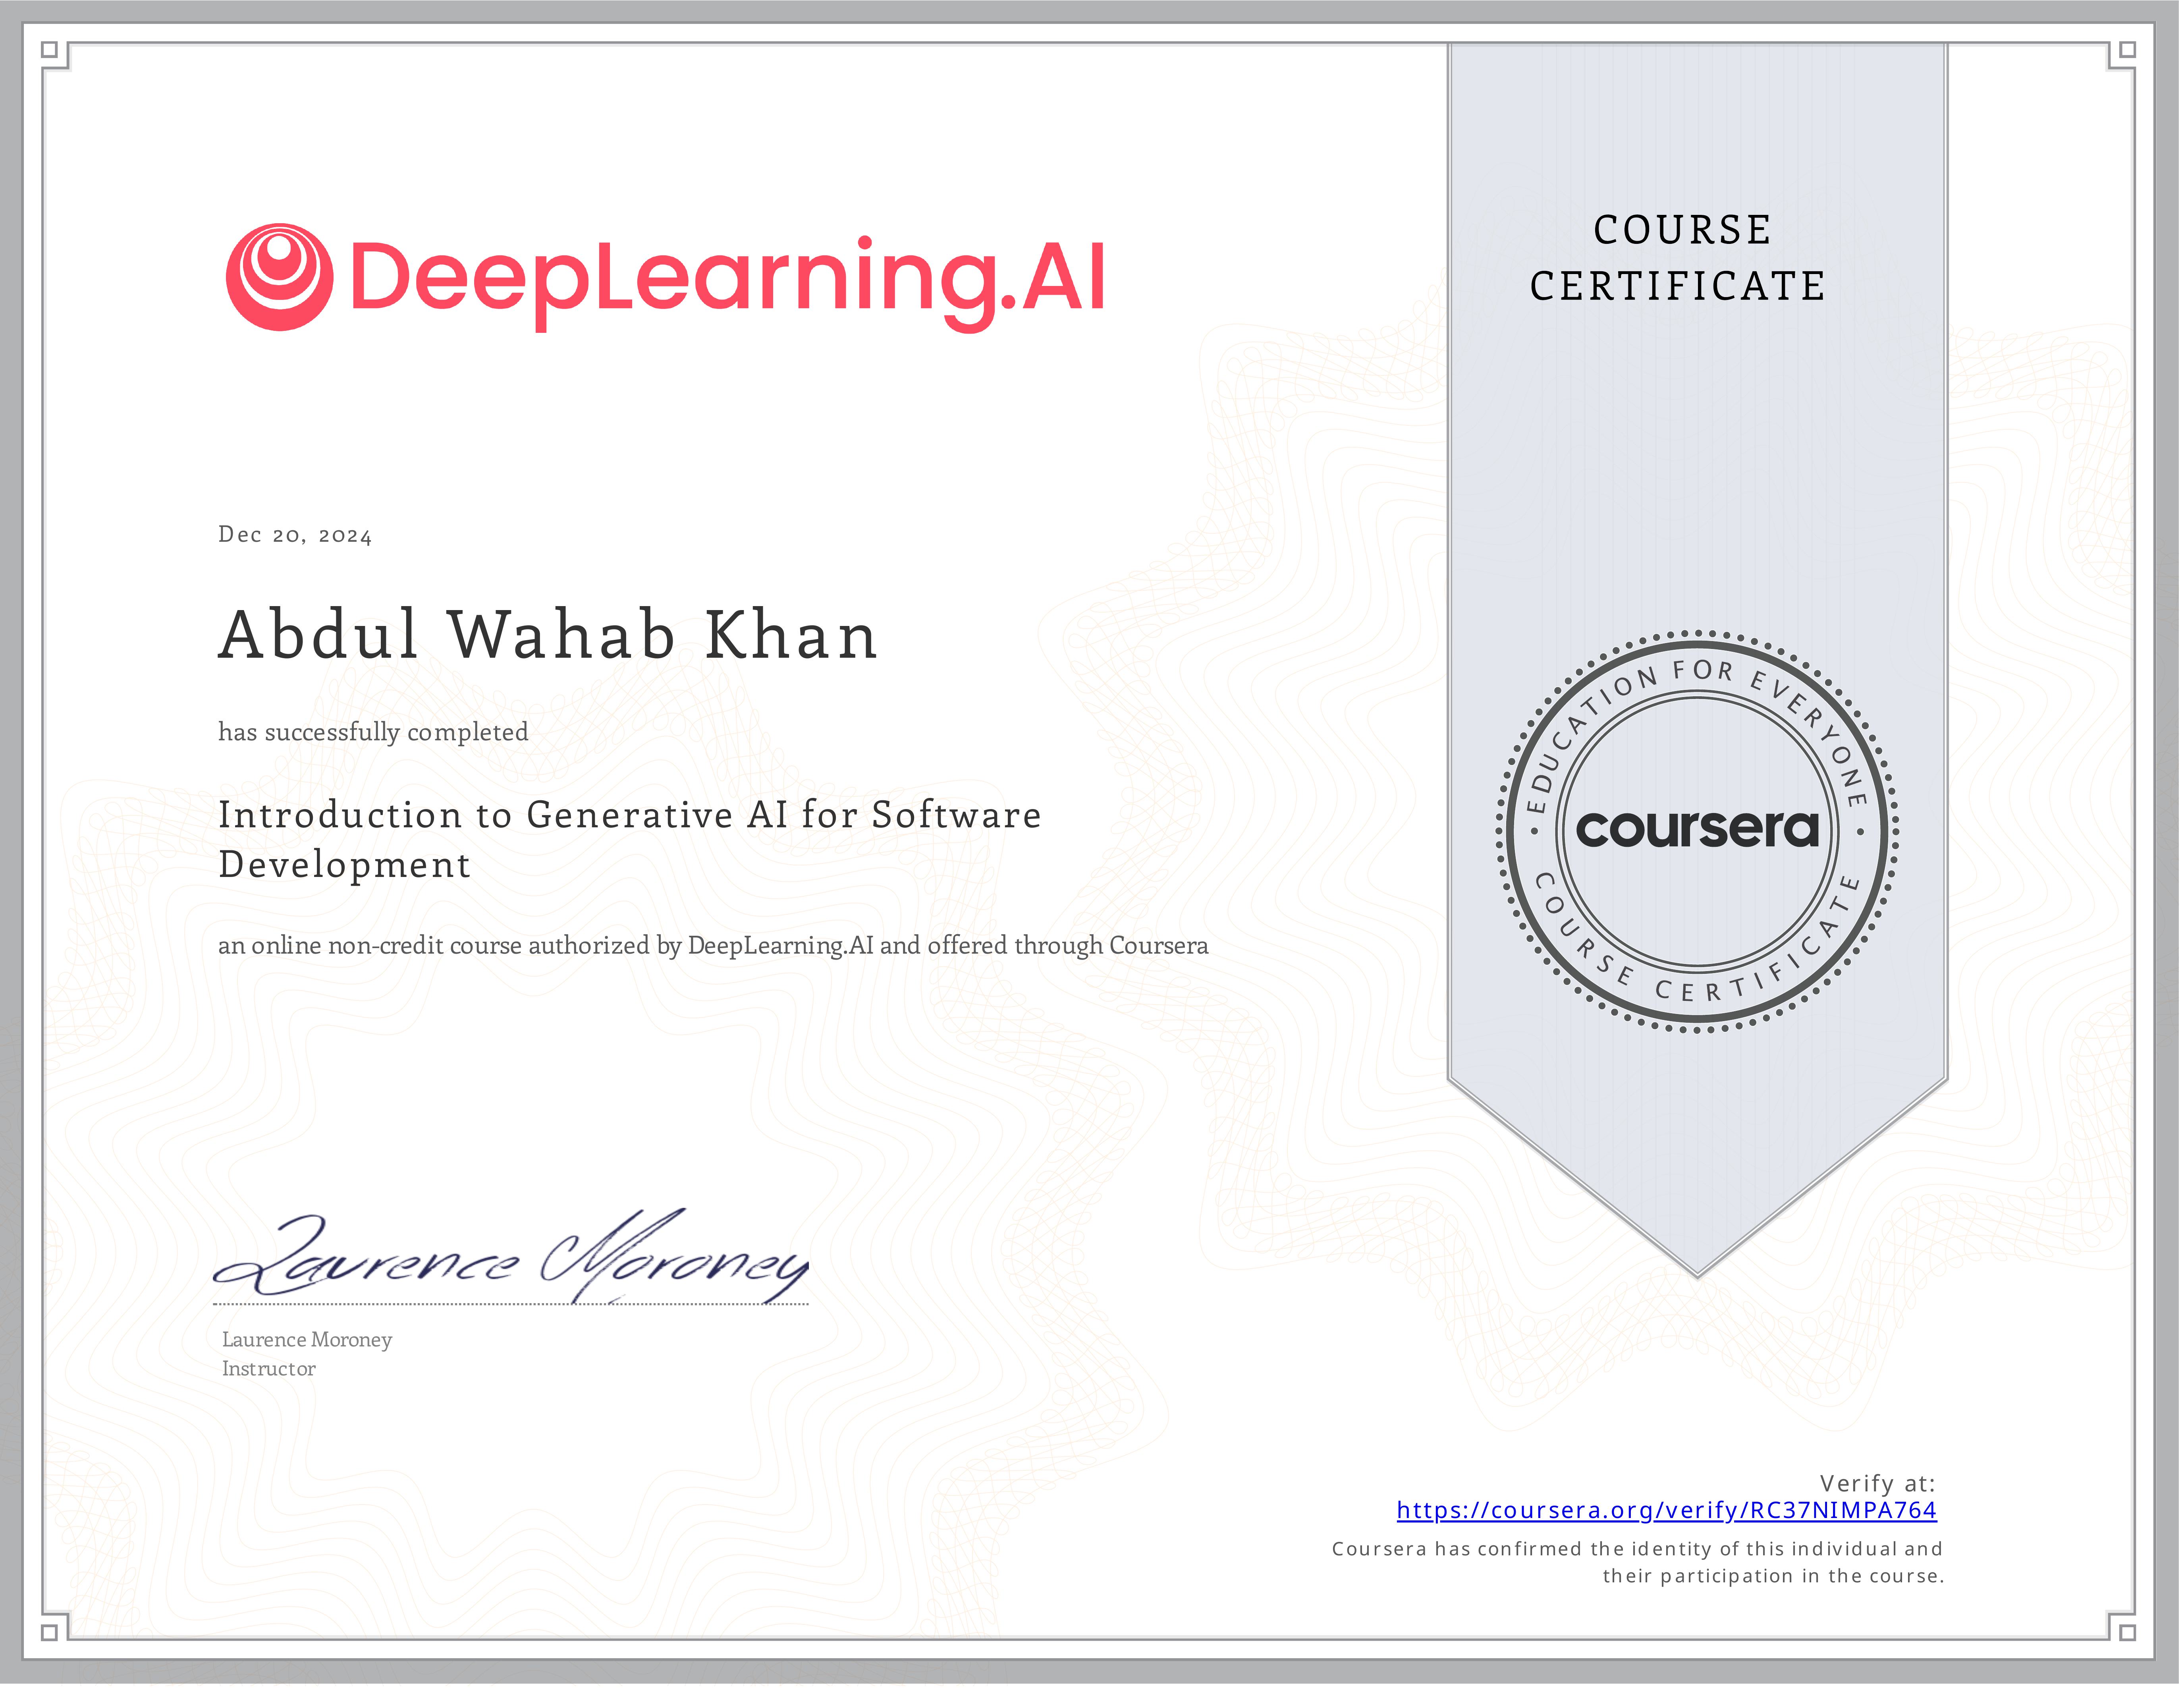 DeepLearning.AI
COURSE
CERTIFICATE
Dec 20, 2024
Abdul Wahab Khan
has successfully completed
Introduction to Generative AI for Software
Development
an online non-credit course authorized by DeepLearning.AI and offered through Coursera
EDUCATION FOR EVERYONE
coursera
COURSE CERTIFICATE
Laurence Moroney
Laurence Moroney
Instructor
Verify at:
https://coursera.org/verify/RC37NIMPA764
Coursera has confirmed the identity of this individual and
their participation in the course.